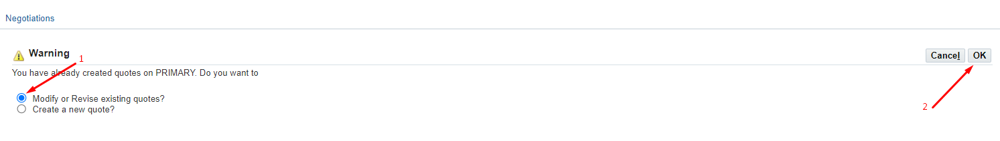 Negotiations
Warning
1
Cancel OK
You have already created quotes on PRIMARY. Do you want to
Modify or Revise existing quotes?
2
Create a new quote?